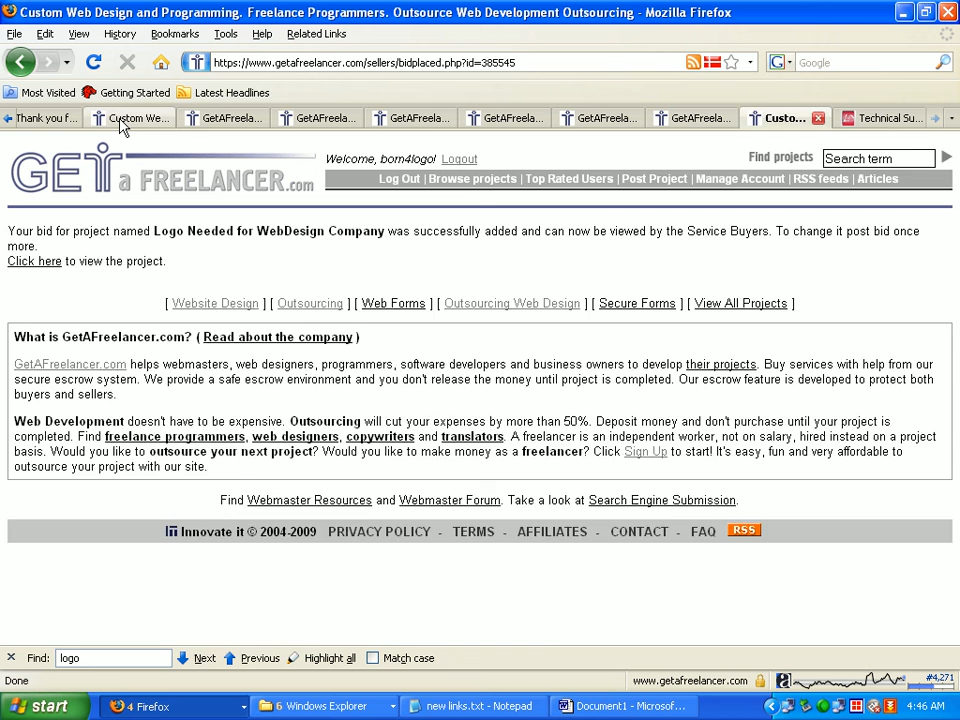 Custom Web Design and Programming. Freelance Programmers. Outsource Web Development Outsourcing - Mozilla Firefox
File Edit View History Bookmarks Tools Help Related Links
https://www.getafreelancer.com/sellers/bidplaced.php?id=385545
G Google
Most Visited Getting Started Latest Headlines
Thank you f... Custom We... GetAFreela... GetAFreela... GetAFreela... GetAFreela... GetAFreela... GetAFreela... Custo... Technical Su...
GET a FREELANCER.com
Welcome, born4logo! Logout
Find projects Search term
Log Out | Browse projects | Top Rated Users | Post Project | Manage Account | RSS feeds | Articles
Your bid for project named Logo Needed for WebDesign Company was successfully added and can now be viewed by the Service Buyers. To change it post bid once
more.
Click here to view the project.
[ Website Design ] [ Outsourcing ] [ Web Forms ] [ Outsourcing Web Design ] [ Secure Forms ] [ View All Projects ]
What is GetAFreelancer.com? ( Read about the company )
GetAFreelancer.com helps webmasters, web designers, programmers, software developers and business owners to develop their projects. Buy services with help from our
secure escrow system. We provide a safe escrow environment and you don't release the money until project is completed. Our escrow feature is developed to protect both
buyers and sellers.
Web Development doesn't have to be expensive. Outsourcing will cut your expenses by more than 50%. Deposit money and don't purchase until your project is
completed. Find freelance programmers, web designers, copywriters and translators. A freelancer is an independent worker, not on salary, hired instead on a project
basis. Would you like to outsource your next project? Would you like to make money as a freelancer? Click Sign Up to start! It's easy, fun and very affordable to
outsource your project with our site.
Find Webmaster Resources and Webmaster Forum. Take a look at Search Engine Submission.
Innovate it © 2004-2009 PRIVACY POLICY - TERMS - AFFILIATES - CONTACT - FAQ RSS
Find: logo Next Previous Highlight all Match case
Done www.getafreelancer.com #4,271
start 4 Firefox 6 Windows Explorer new links.txt - Notepad Document1 - Microsof... 4:46 AM